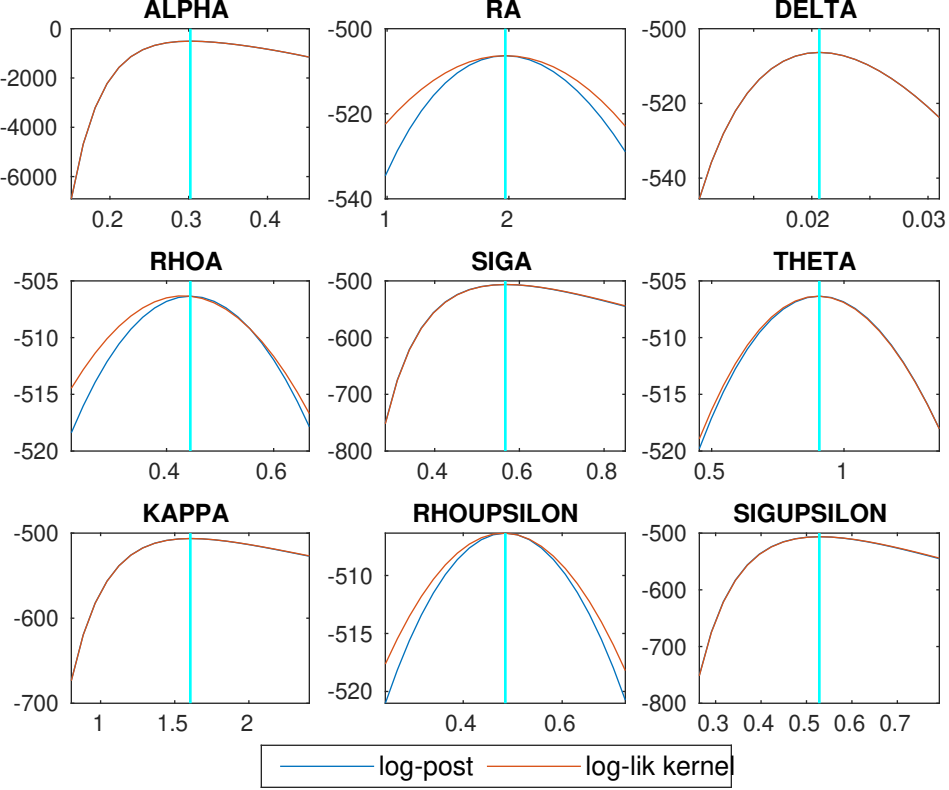 ALPHA RA DELTA
0 -500 -500
-2000
-4000 -520 -520
-6000 -540
-540
0.2 0.3 0.4 1 2 0.02 0.03
RHOA SIGA THETA
-505 -500 -505
-510 -600 -510
-515 -700 -515
-520 -800 -520
0.4 0.6 0.4 0.6 0.8 0.5 1
KAPPA RHOUPSILON SIGUPSILON
-500 -500
-510
-600 -600
-515
-700
-520
-700 -800
1 1.5 2 0.4 0.6 0.3 0.4 0.5 0.6 0.7
log-post log-lik kernel